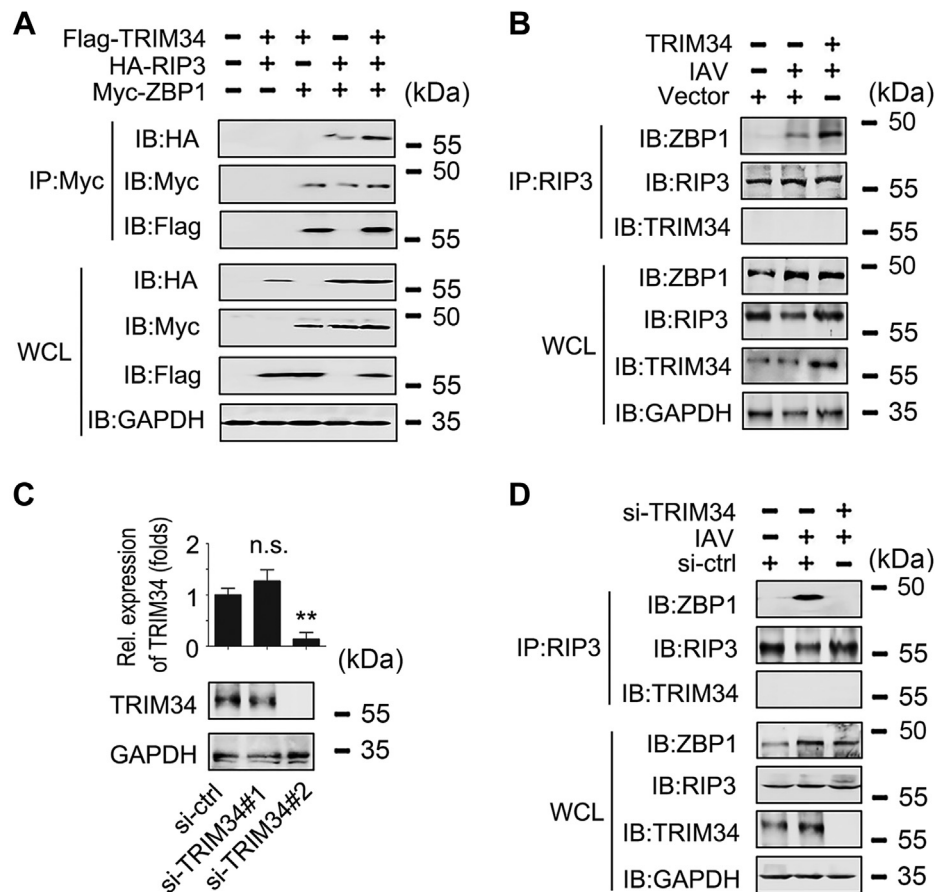 A
Flag-TRIM34 - + + - +
HA-RIP3 - + - + +
Myc-ZBP1 - - + + + (kDa)
IP:Myc
IB:HA 55
IB:Myc 50
IB:Flag 55
WCL
IB:HA 55
IB:Myc 50
IB:Flag 55
IB:GAPDH 35
B
TRIM34 - - +
IAV - + +
Vector + + - (kDa)
IP:RIP3
IB:ZBP1 50
IB:RIP3 55
IB:TRIM34 55
WCL
IB:ZBP1 50
IB:RIP3 55
IB:TRIM34 55
IB:GAPDH 35
C
Rel. expression
of TRIM34 (folds)
2
1
0
n.s.
**
(kDa)
TRIM34 55
GAPDH 35
si-ctrl
si-TRIM34#1
si-TRIM34#2
D
si-TRIM34 - - +
IAV - + +
si-ctrl + + - (kDa)
IP:RIP3
IB:ZBP1 50
IB:RIP3 55
IB:TRIM34 55
WCL
IB:ZBP1 50
IB:RIP3 55
IB:TRIM34 55
IB:GAPDH 35